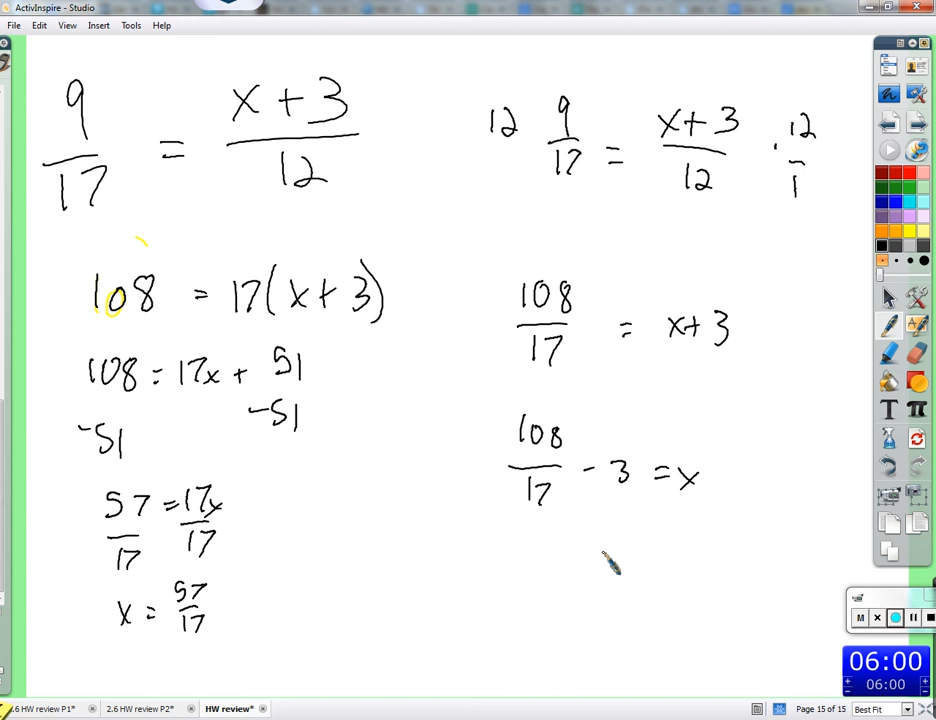 ActivInspire - Studio
File Edit View Insert Tools Help
9/17 = x+3/12
108 = 17(x+3)
108 = 17x + 51
-51 -51
57/17 = 17x/17
x = 57/17
12 9/17 = x+3/12 · 12/1
108/17 = x+3
108/17 - 3 = x
T π
M
06:00
06:00
2.6 HW review P1* 2.6 HW review P2* HW review* Page 15 of 15 Best Fit